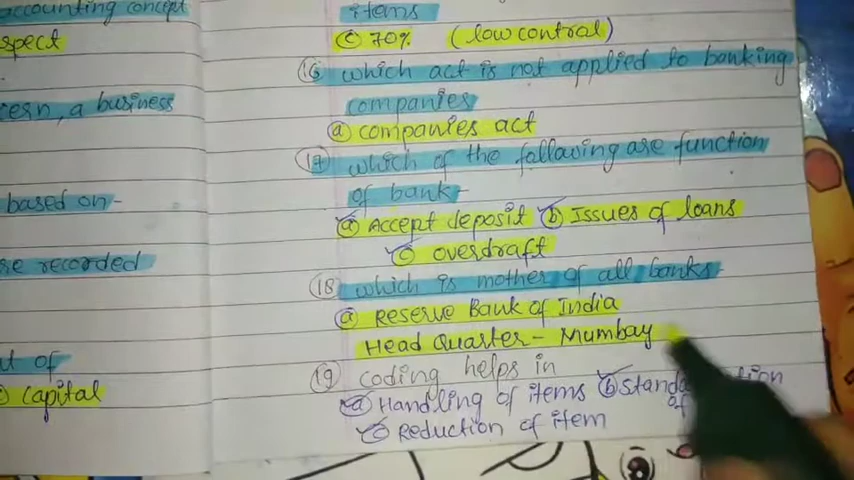 accounting concept
spect
cern, a business
based on-
re recorded
t of
capital
items
C 70% (low control)
16 which act is not applied to banking
companies
a companies act
17 which of the following are function
of bank-
a Accept deposit b Issues of loans
c overdraft
18 which is mother of all banks-
a Reserve Bank of India
Head Quarter- Mumbay
19 coding helps in
a Handling of items b
of
c Reduction of item